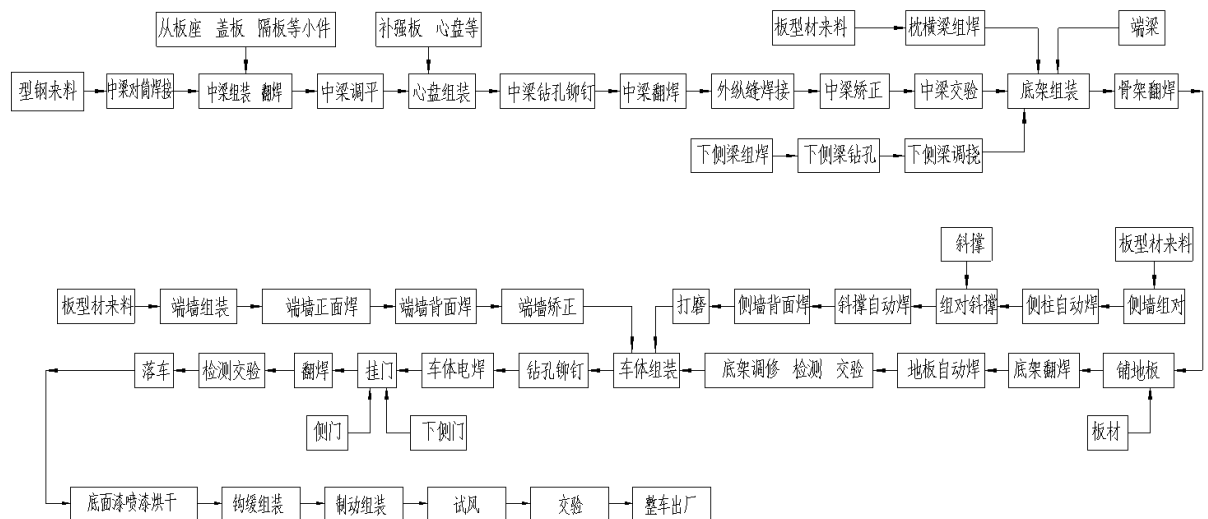 从板座 盖板 隔板等小件
补强板 心盘等
板型材来料
枕横梁组焊
端梁
型钢来料
中梁对筒焊接
中梁组装 翻焊
中梁调平
心盘组装
中梁钻孔铆钉
中梁翻焊
外纵缝焊接
中梁矫正
中梁交验
底架组装
骨架翻焊
下侧梁组焊
下侧梁钻孔
下侧梁调挠
斜撑
板型材来料
板型材来料
端墙组装
端墙正面焊
端墙背面焊
端墙矫正
打磨
侧墙背面焊
斜撑自动焊
组对斜撑
侧柱自动焊
侧墙组对
落车
检测交验
翻焊
挂门
车体电焊
钻孔铆钉
车体组装
底架调修 检测 交验
地板自动焊
底架翻焊
铺地板
侧门
下侧门
板材
底面漆喷漆烘干
钩缓组装
制动组装
试风
交验
整车出厂